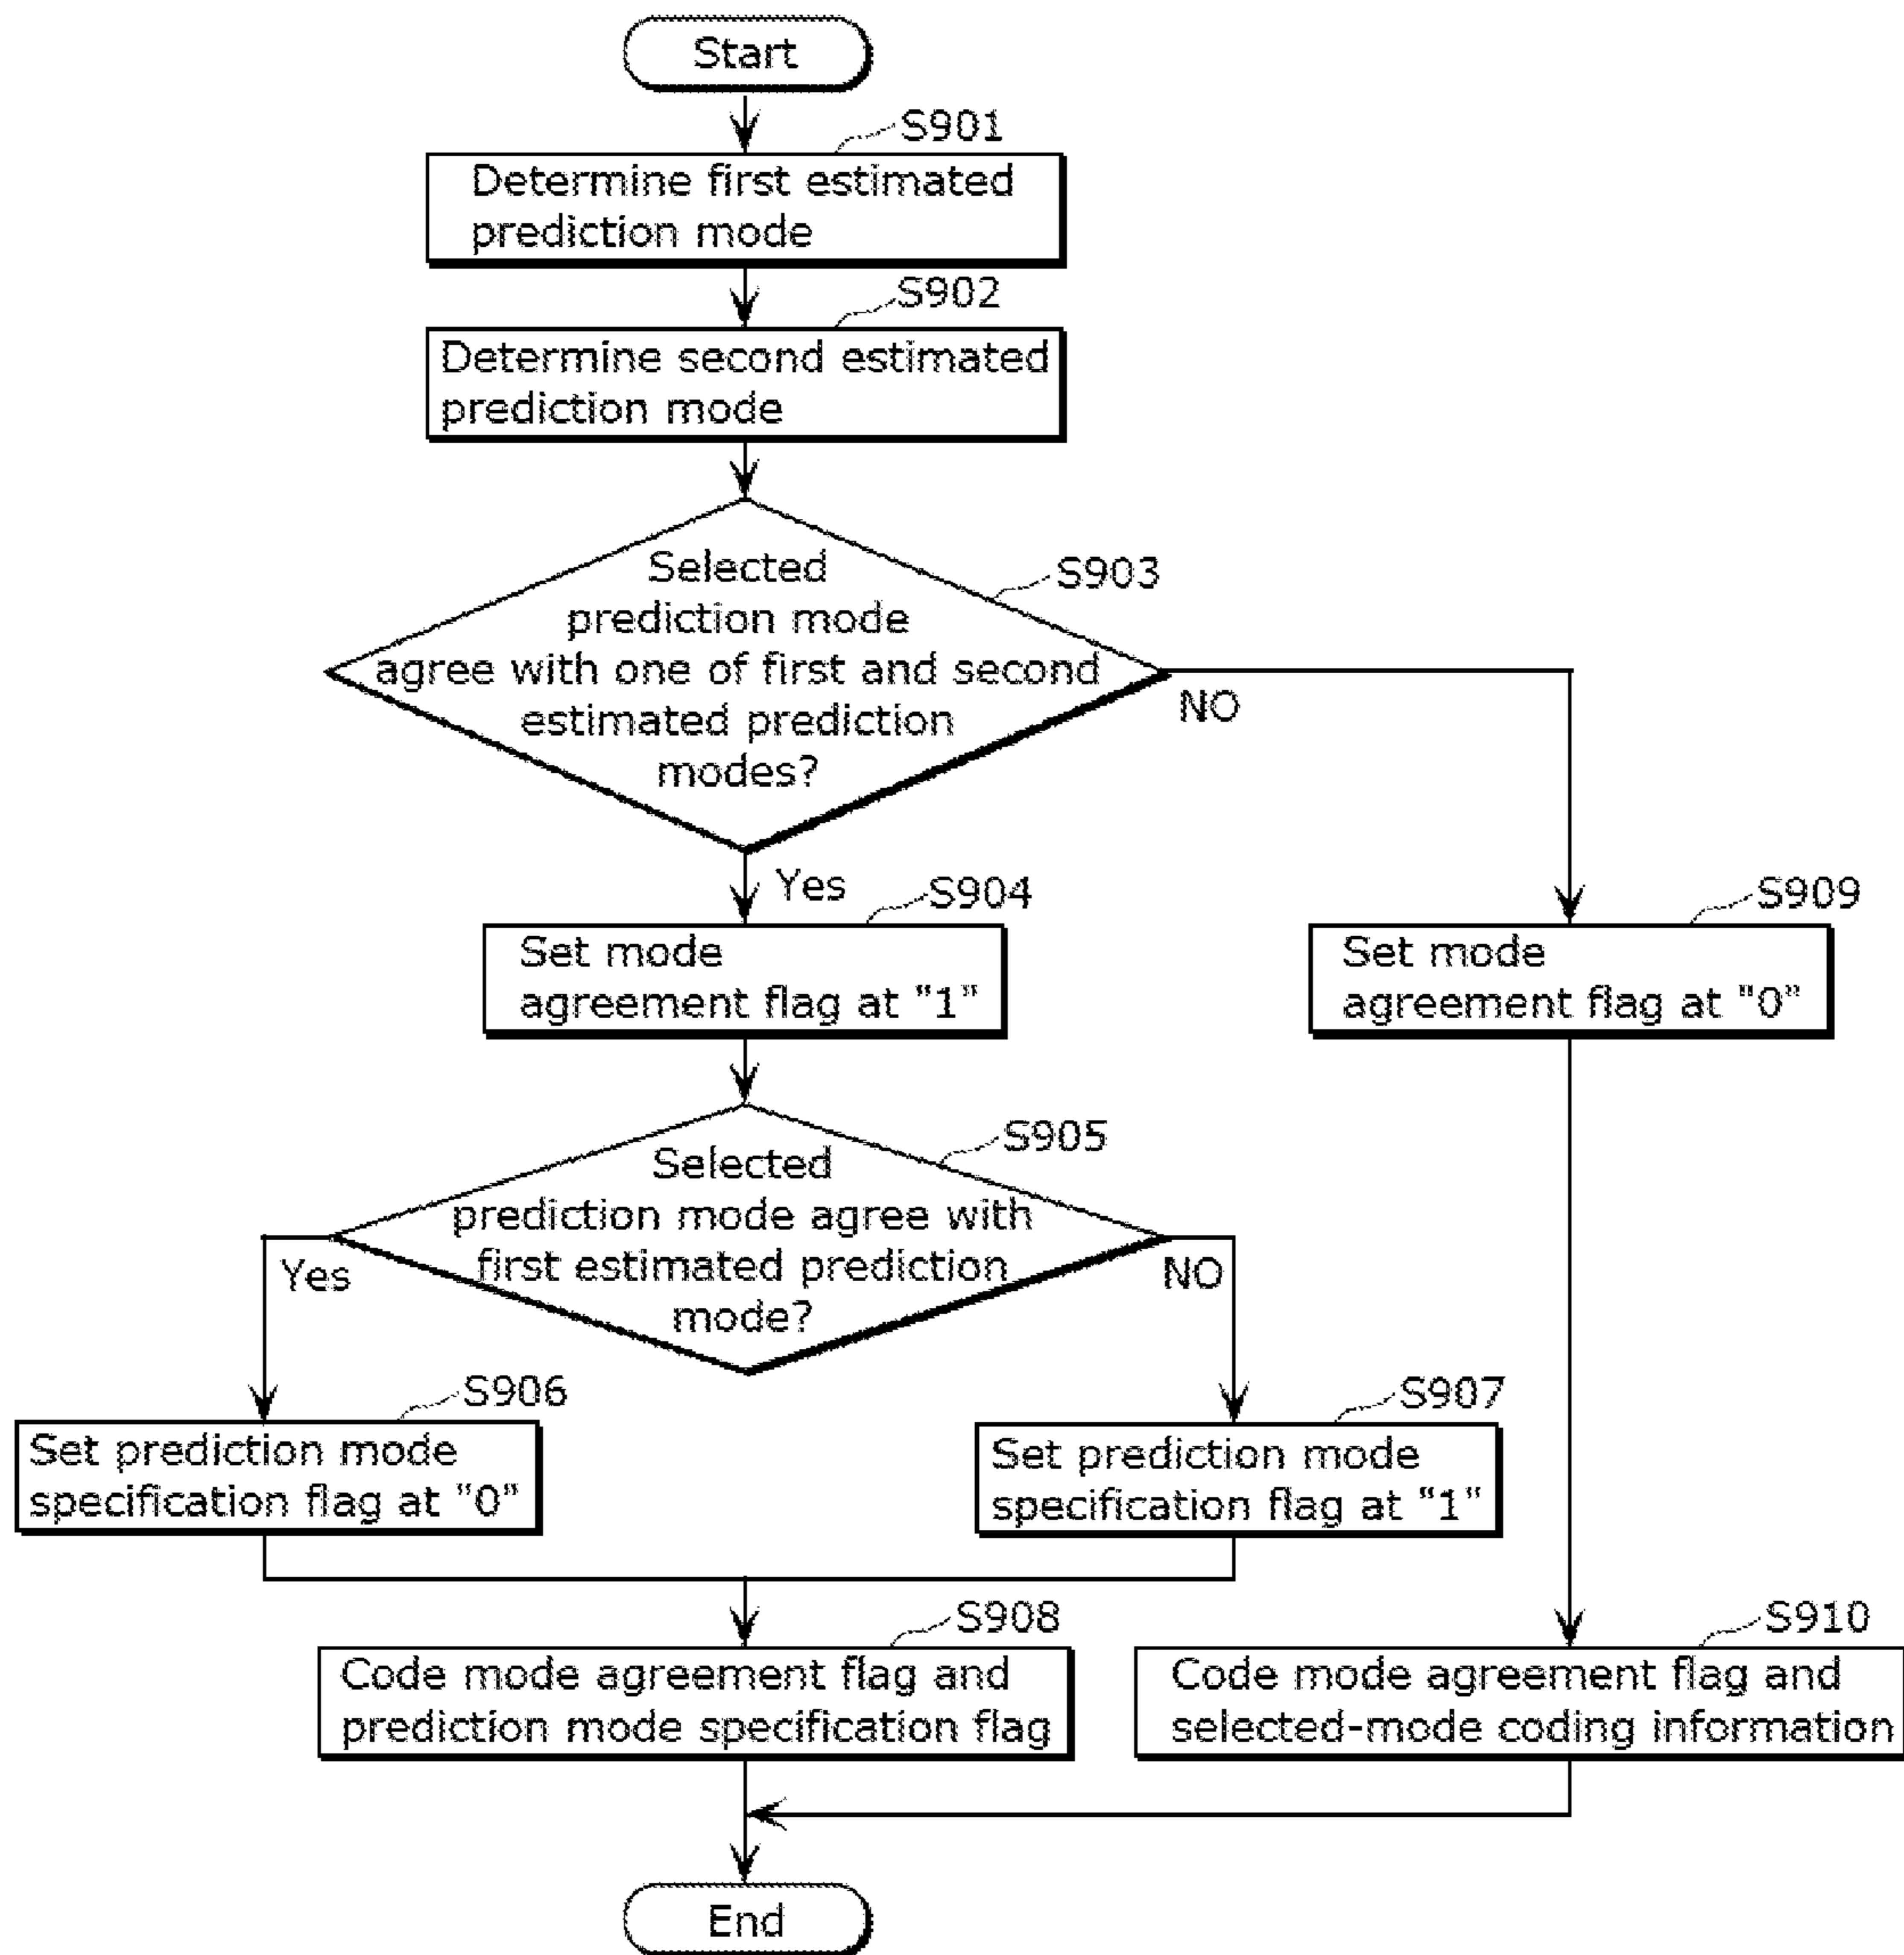 Start
S901
Determine first estimated
prediction mode
S902
Determine second estimated
prediction mode
S903
Selected
prediction mode
agree with one of first and second
estimated prediction
modes?
NO
Yes
S904
Set mode
agreement flag at "1"
S909
Set mode
agreement flag at "0"
S905
Selected
prediction mode agree with
first estimated prediction
mode?
Yes
NO
S906
Set prediction mode
specification flag at "0"
S907
Set prediction mode
specification flag at "1"
S908
Code mode agreement flag and
prediction mode specification flag
S910
Code mode agreement flag and
selected-mode coding information
End